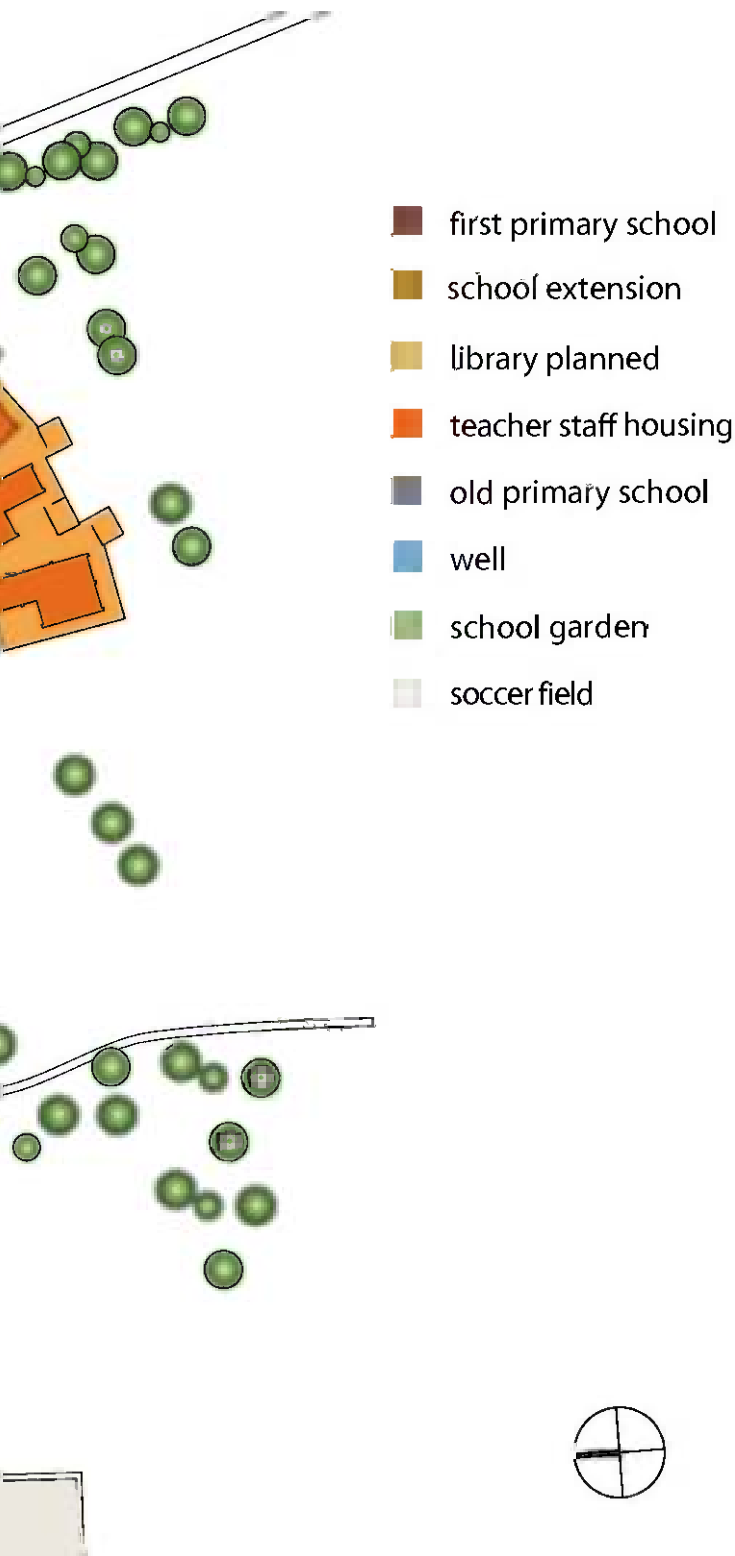 first primary school
school extension
library planned
teacher staff housing
old primary school
well
school garden
soccer field